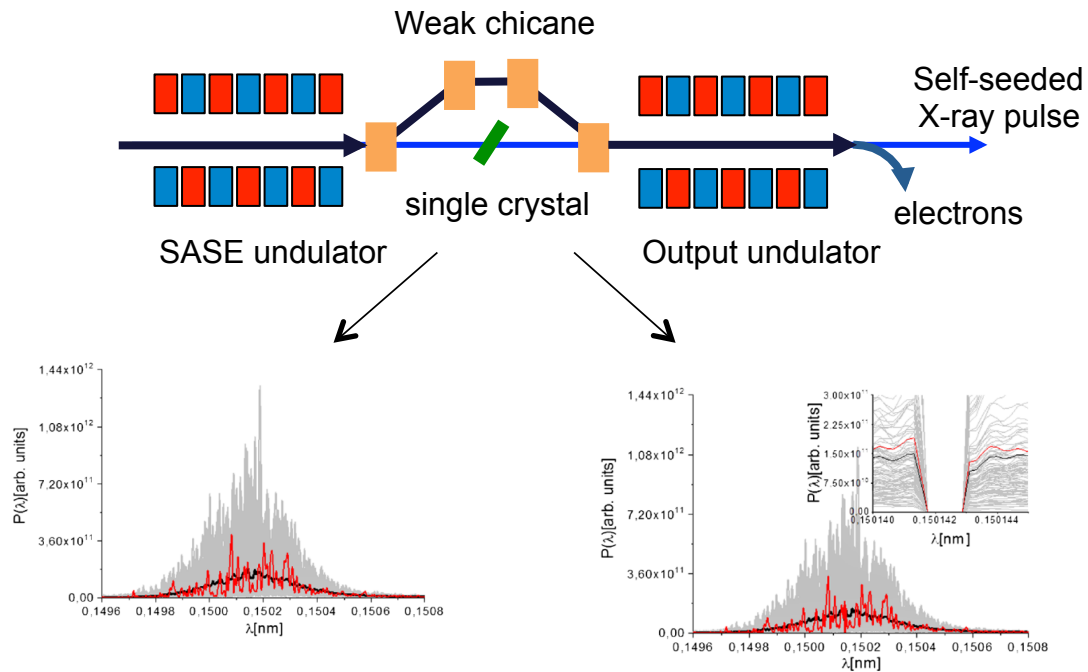 Weak chicane
Self-seeded
X-ray pulse
single crystal
electrons
SASE undulator
Output undulator
1,44x10¹²
1,08x10¹²
7,20x10¹¹
3,60x10¹¹
0,00
P(λ)[arb. units]
0,1496 0,1498 0,1500 0,1502 0,1504 0,1506 0,1508
λ[nm]
1,44x10¹²
1,08x10¹²
7,20x10¹¹
3,60x10¹¹
0,00
P(λ)[arb. units]
0,1496 0,1498 0,1500 0,1502 0,1504 0,1506 0,1508
λ[nm]
3,00x10¹¹
2,25x10¹¹
1,50x10¹¹
7,50x10¹⁰
0,00
P(λ)[arb. units]
0,150140 0,150142 0,150144
λ[nm]